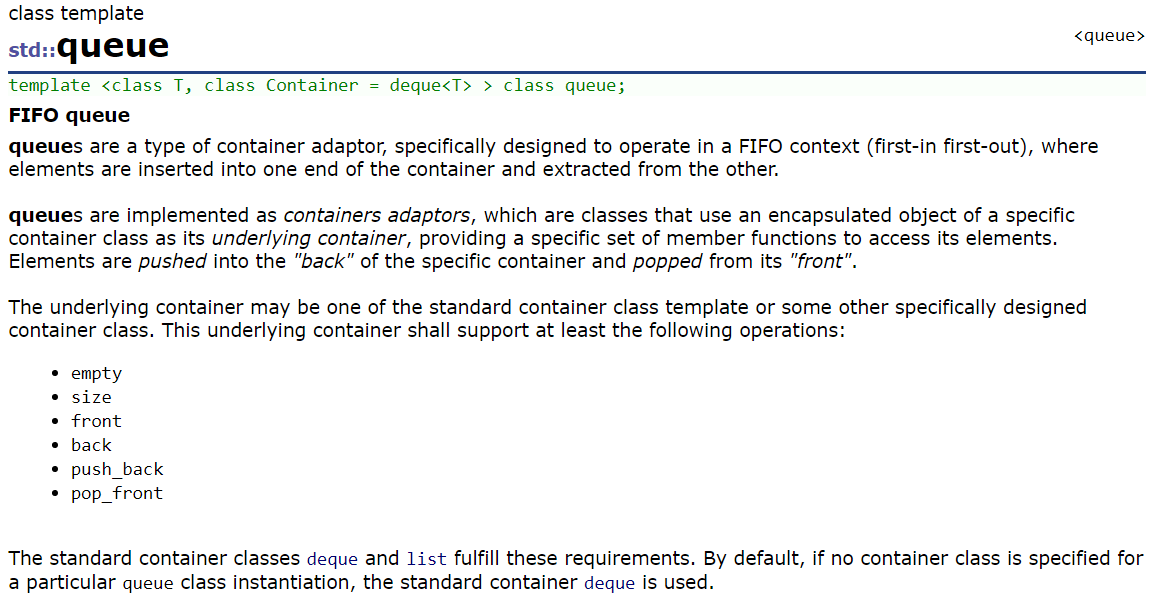 class template
<queue>
std::queue
template <class T, class Container = deque<T> > class queue;
FIFO queue
queues are a type of container adaptor, specifically designed to operate in a FIFO context (first-in first-out), where
elements are inserted into one end of the container and extracted from the other.
queues are implemented as containers adaptors, which are classes that use an encapsulated object of a specific
container class as its underlying container, providing a specific set of member functions to access its elements.
Elements are pushed into the "back" of the specific container and popped from its "front".
The underlying container may be one of the standard container class template or some other specifically designed
container class. This underlying container shall support at least the following operations:
• empty
• size
• front
• back
• push_back
• pop_front
The standard container classes deque and list fulfill these requirements. By default, if no container class is specified for
a particular queue class instantiation, the standard container deque is used.